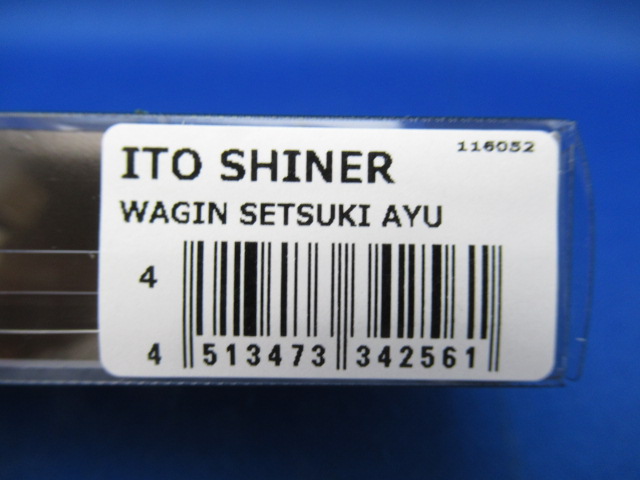 116052
ITO SHINER
WAGIN SETSUKI AYU
4
4 513473 342561